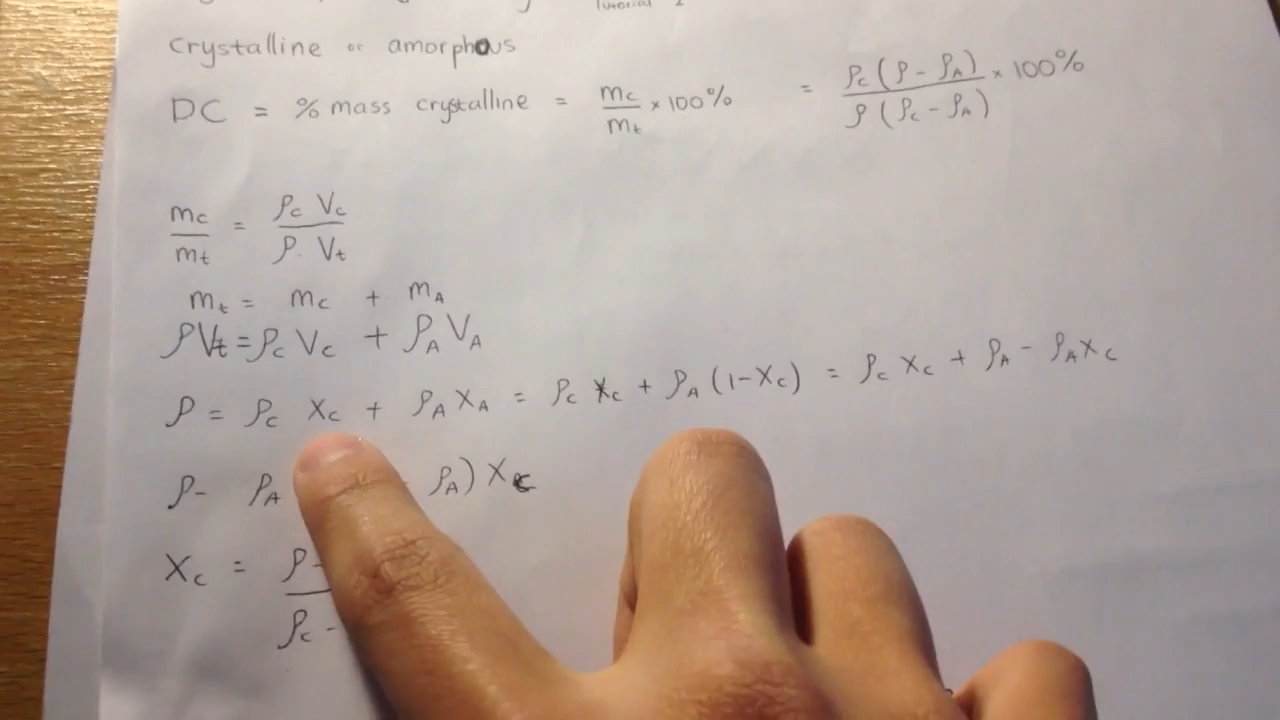 Tutorial
crystalline or amorphous
DC = % mass crystalline = mc/mt × 100% = ρc(ρ - ρA)/ρ(ρc - ρA) × 100%
mc/mt = ρc Vc/ρ. Vt
mt = mc + mA
ρVt = ρc Vc + ρA VA
ρ = ρc Xc + ρA XA = ρc Xc + ρA (1-Xc) = ρc Xc + ρA - ρA Xc
ρ - ρA ρA) Xc
Xc = ρ - / ρc -